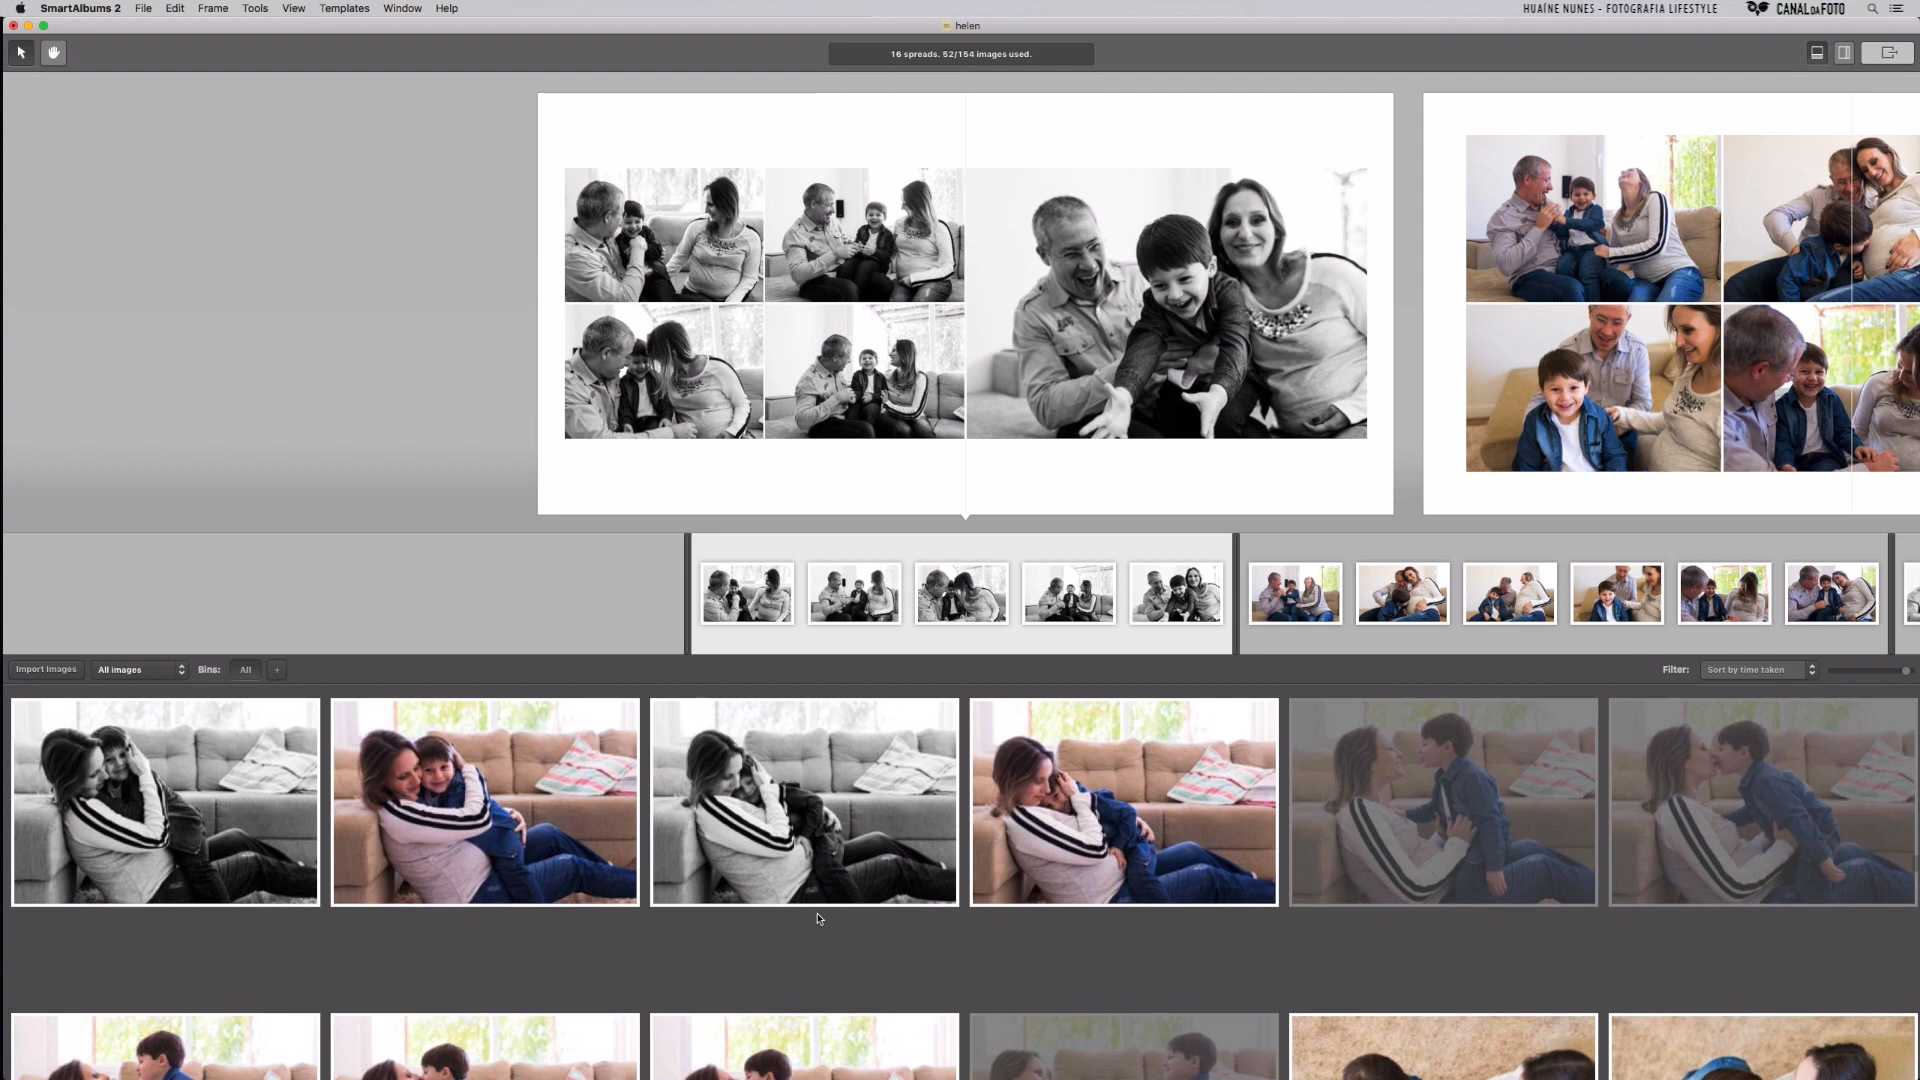 SmartAlbums 2 File Edit Frame Tools View Templates Window Help
HUAÍNE NUNES - FOTOGRAFIA LIFESTYLE
CANAL DA FOTO
helen
16 spreads. 52/154 images used.
Import Images
All images
Bins:
All
+
Filter:
Sort by time taken